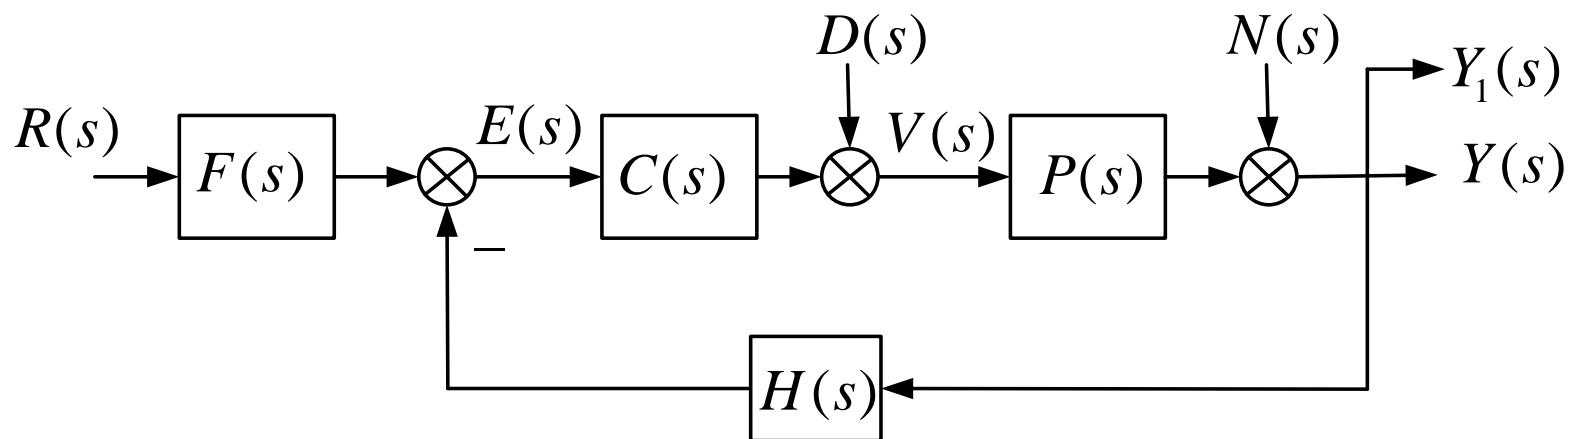 D(s)
N(s)
Y₁(s)
R(s)
E(s)
V(s)
F(s)
C(s)
P(s)
Y(s)
−
H(s)